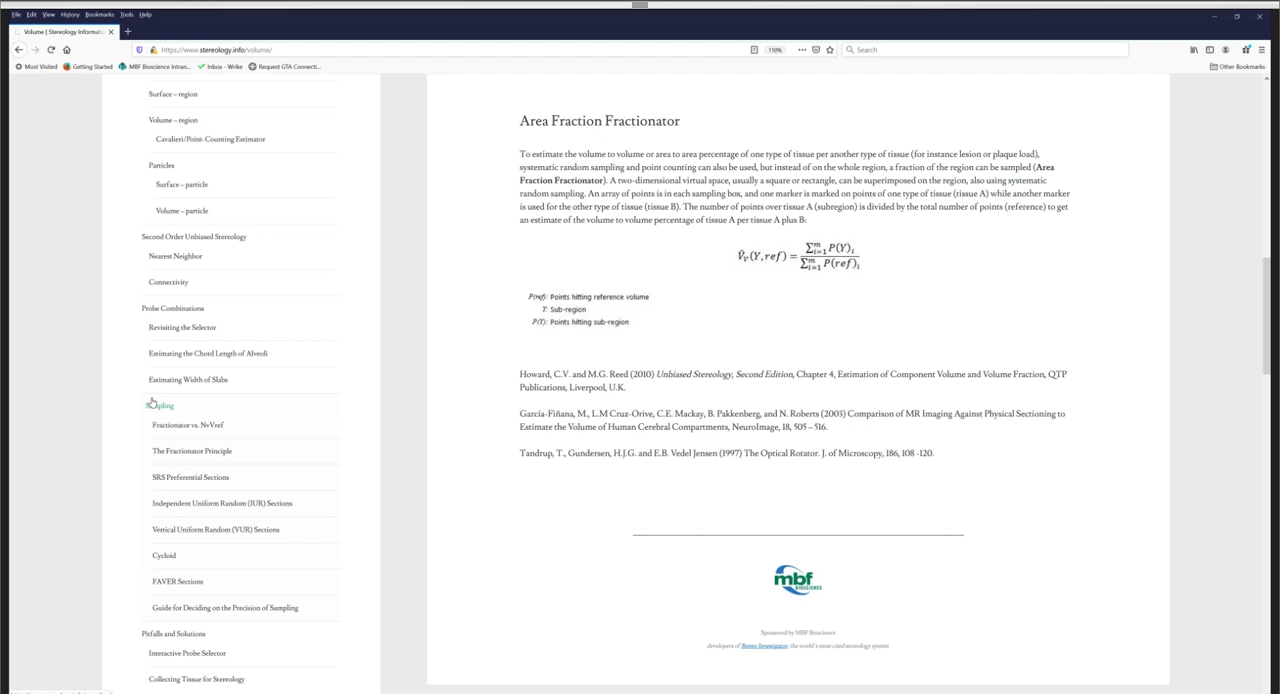 File Edit View History Bookmarks Tools Help
Volume | Stereology Informati
https://www.stereology.info/volume/
110%
Search
Most Visited Getting Started MBF Bioscience Intran... Inbox - Wrike Request GTA Connecti...
Other Bookmarks
Surface – region
Volume – region
Cavalieri/Point-Counting Estimator
Particles
Surface – particle
Volume – particle
Second Order Unbiased Stereology
Nearest Neighbor
Connectivity
Probe Combinations
Revisiting the Selector
Estimating the Chord Length of Alveoli
Estimating Width of Slabs
Sampling
Fractionator vs. NvVref
The Fractionator Principle
SRS Preferential Sections
Independent Uniform Random (IUR) Sections
Vertical Uniform Random (VUR) Sections
Cycloid
FAVER Sections
Guide for Deciding on the Precision of Sampling
Pitfalls and Solutions
Interactive Probe Selector
Collecting Tissue for Stereology
Area Fraction Fractionator
To estimate the volume to volume or area to area percentage of one type of tissue per another type of tissue (for instance lesion or plaque load),
systematic random sampling and point counting can also be used, but instead of on the whole region, a fraction of the region can be sampled (Area
Fraction Fractionator). A two-dimensional virtual space, usually a square or rectangle, can be superimposed on the region, also using systematic
random sampling. An array of points is in each sampling box, and one marker is marked on points of one type of tissue (tissue A) while another marker
is used for the other type of tissue (tissue B). The number of points over tissue A (subregion) is divided by the total number of points (reference) to get
an estimate of the volume to volume percentage of tissue A per tissue A plus B:
V̂_V (Y, ref) = ∑_{i=1}^{m} P(Y)_i / ∑_{i=1}^{m} P(ref)_i
P(ref): Points hitting reference volume
Y: Sub-region
P(Y): Points hitting sub-region
Howard, C.V. and M.G. Reed (2010) Unbiased Stereology, Second Edition, Chapter 4, Estimation of Component Volume and Volume Fraction, QTP
Publications, Liverpool, U.K.
García-Fiñana, M., L.M Cruz-Orive, C.E. Mackay, B. Pakkenberg, and N. Roberts (2003) Comparison of MR Imaging Against Physical Sectioning to
Estimate the Volume of Human Cerebral Compartments, NeuroImage, 18, 505 – 516.
Tandrup, T., Gundersen, H.J.G. and E.B. Vedel Jensen (1997) The Optical Rotator. J. of Microscopy, 186, 108 -120.
mbf
BIOSCIENCE
Sponsored by MBF Bioscience
developers of Stereo Investigator, the world's most cited stereology system